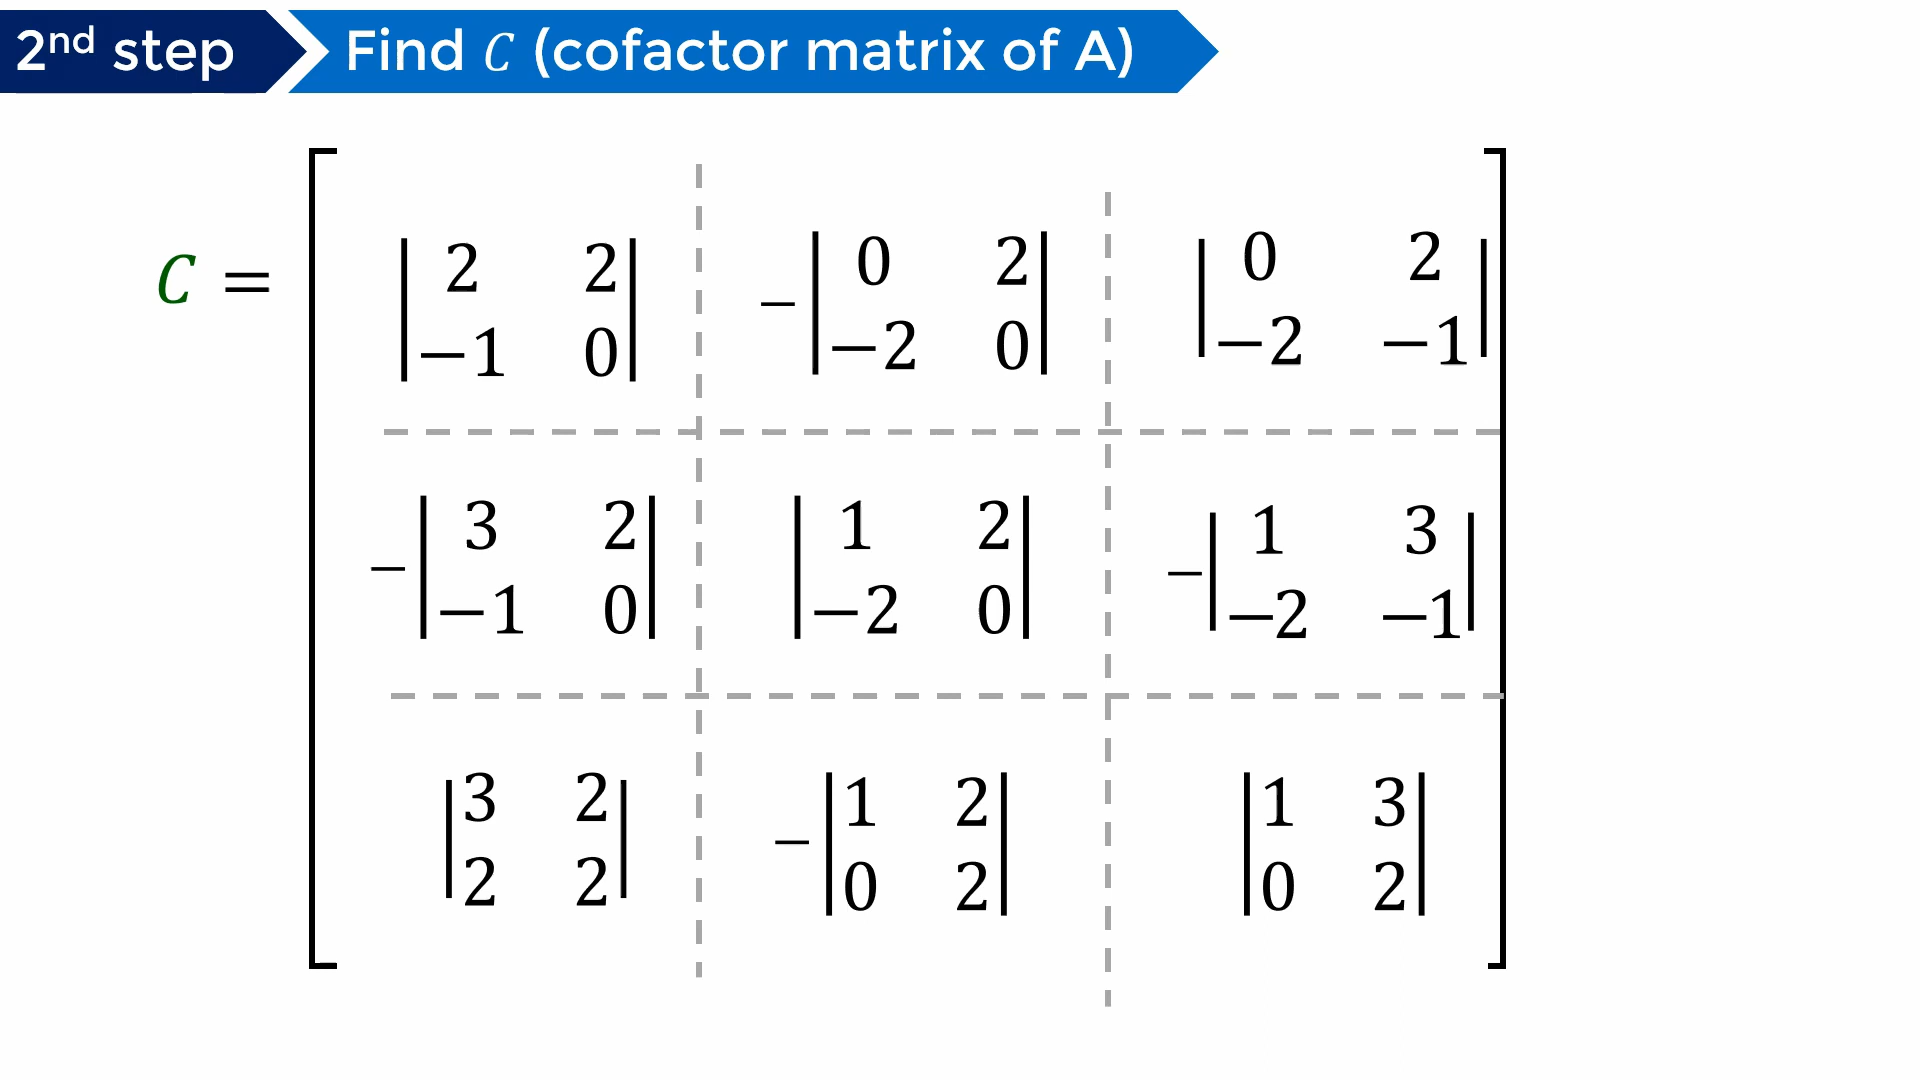 2nd step Find C (cofactor matrix of A)
C =
| 2 2 | − | 0 2 | | 0 2 |
| −1 0 | | −2 0 | | −2 −1 |
− | 3 2 | | 1 2 | − | 1 3 |
| −1 0 | | −2 0 | | −2 −1 |
| 3 2 | − | 1 2 | | 1 3 |
| 2 2 | | 0 2 | | 0 2 |